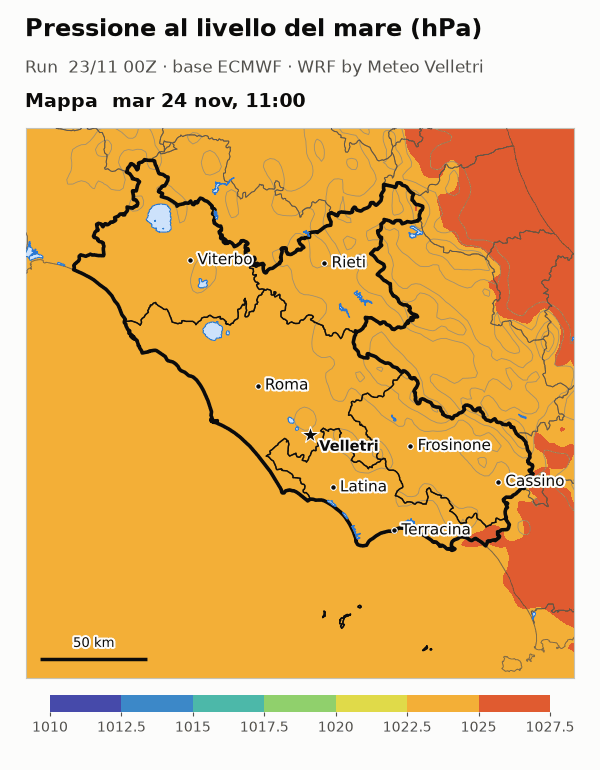 Pressione al livello del mare (hPa)
Run  23/11 00Z · base ECMWF · WRF by Meteo Velletri
Mappa  mar 24 nov, 11:00
Viterbo
Rieti
Roma
Velletri
Frosinone
Cassino
Latina
Terracina
50 km
1010 1012.5 1015 1017.5 1020 1022.5 1025 1027.5